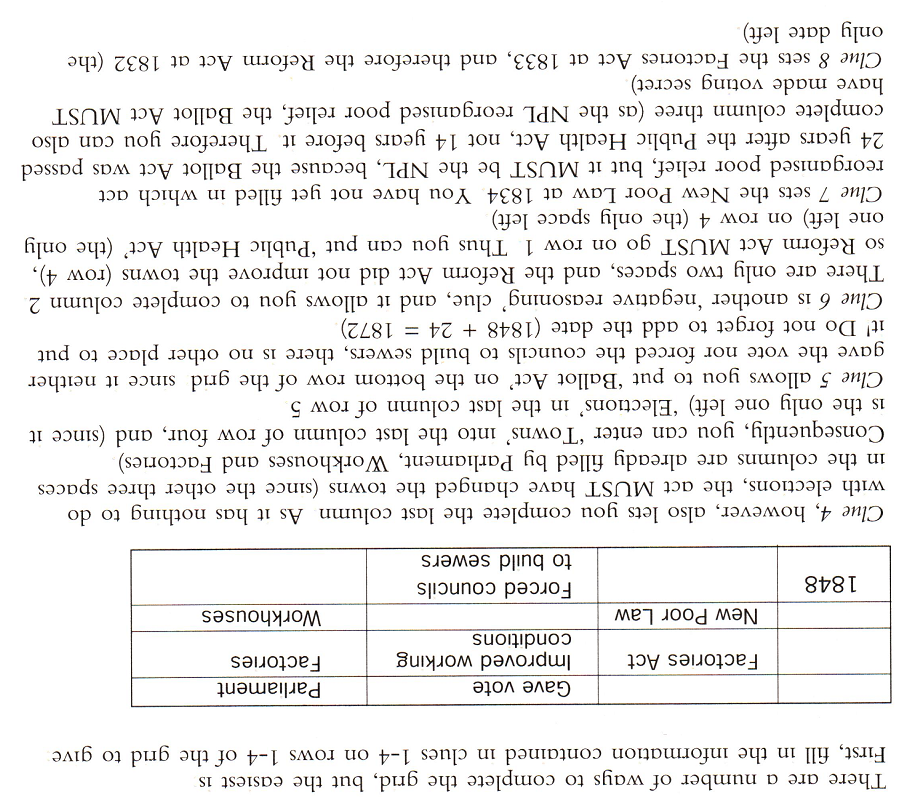 There are a number of ways to complete the grid, but the easiest is
First, fill in the information contained in clues 1-4 on rows 1-4 of the grid to give
Gave vote Parliament
Factories Act Improved working conditions Factories
New Poor Law Workhouses
1848 Forced councils to build sewers
Clue 4, however, also lets you complete the last column As it has nothing to do
with elections, the act MUST have changed the towns (since the other three spaces
in the columns are already filled by Parliament, Workhouses and Factories)
Consequently, you can enter ‘Towns’ into the last column of row four, and (since it
is the only one left) ‘Elections’ in the last column of row 5
Clue 5 allows you to put ‘Ballot Act’ on the bottom row of the grid since it neither
gave the vote nor forced the councils to build sewers, there is no other place to put
it' Do not forget to add the date (1848 + 24 = 1872)
Clue 6 is another ‘negative reasoning’ clue, and it allows you to complete column 2
There are only two spaces, and the Reform Act did not improve the towns (row 4),
so Reform Act MUST go on row 1 Thus you can put ‘Public Health Act’ (the only
one left) on row 4 (the only space left)
Clue 7 sets the New Poor Law at 1834 You have not yet filled in which act
reorganised poor relief, but it MUST be the NPL, because the Ballot Act was passed
24 years after the Public Health Act, not 14 years before it Therefore you can also
complete column three (as the NPL reorganised poor relief, the Ballot Act MUST
have made voting secret)
Clue 8 sets the Factories Act at 1833, and therefore the Reform Act at 1832 (the
only date left)